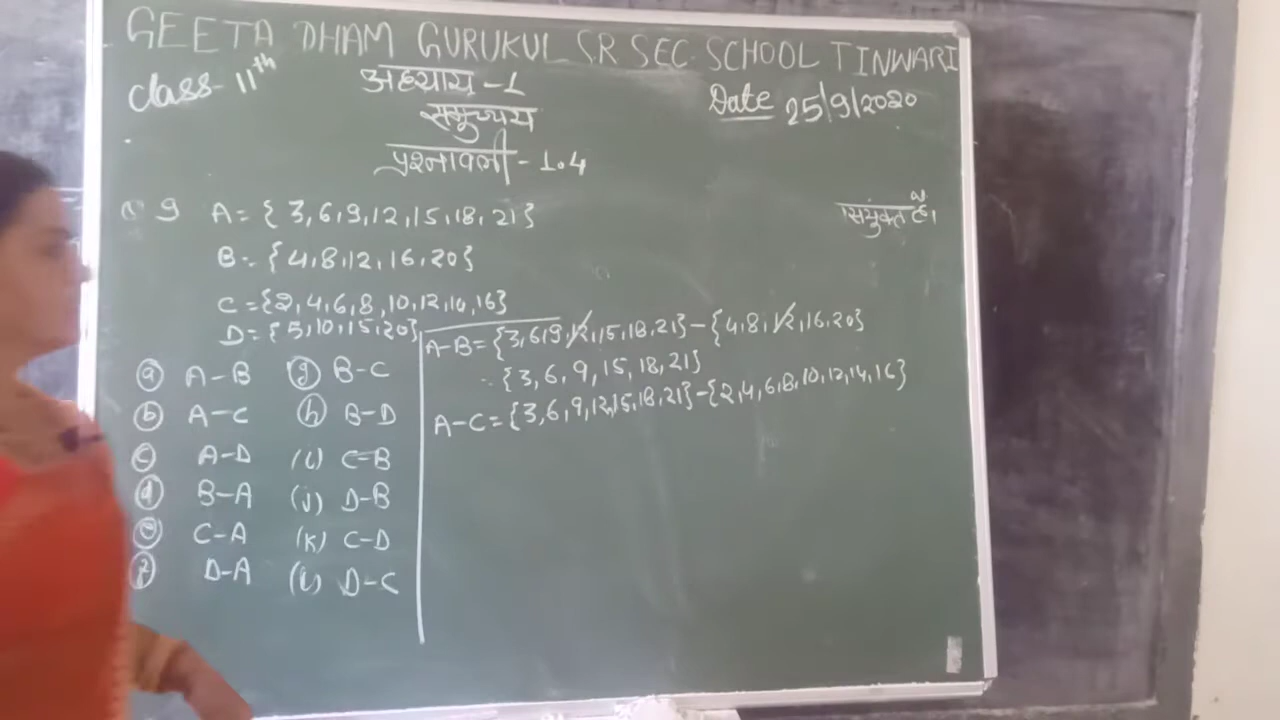 GEETA DHAM GURUKUL SR SEC. SCHOOL TINWARI
Class- 11th
अध्याय -1
Date 25/9/2020
समुच्चय
प्रश्नावली - 1.4
संयुक्त है।
9 A = { 3, 6, 9, 12, 15, 18, 21}
B = {4, 8, 12, 16, 20}
C = {2, 4, 6, 8, 10, 12, 14, 16}
D = {5, 10, 15, 20}
(a) A-B (g) B-C
(b) A-C (h) B-D
(c) A-D (i) C-B
(d) B-A (j) D-B
(e) C-A (k) C-D
(f) D-A (l) D-C
A-B = {3, 6, 9, 12, 15, 18, 21} - {4, 8, 12, 16, 20}
= {3, 6, 9, 15, 18, 21}
A-C = {3, 6, 9, 12, 15, 18, 21} - {2, 4, 6, 8, 10, 12, 14, 16}